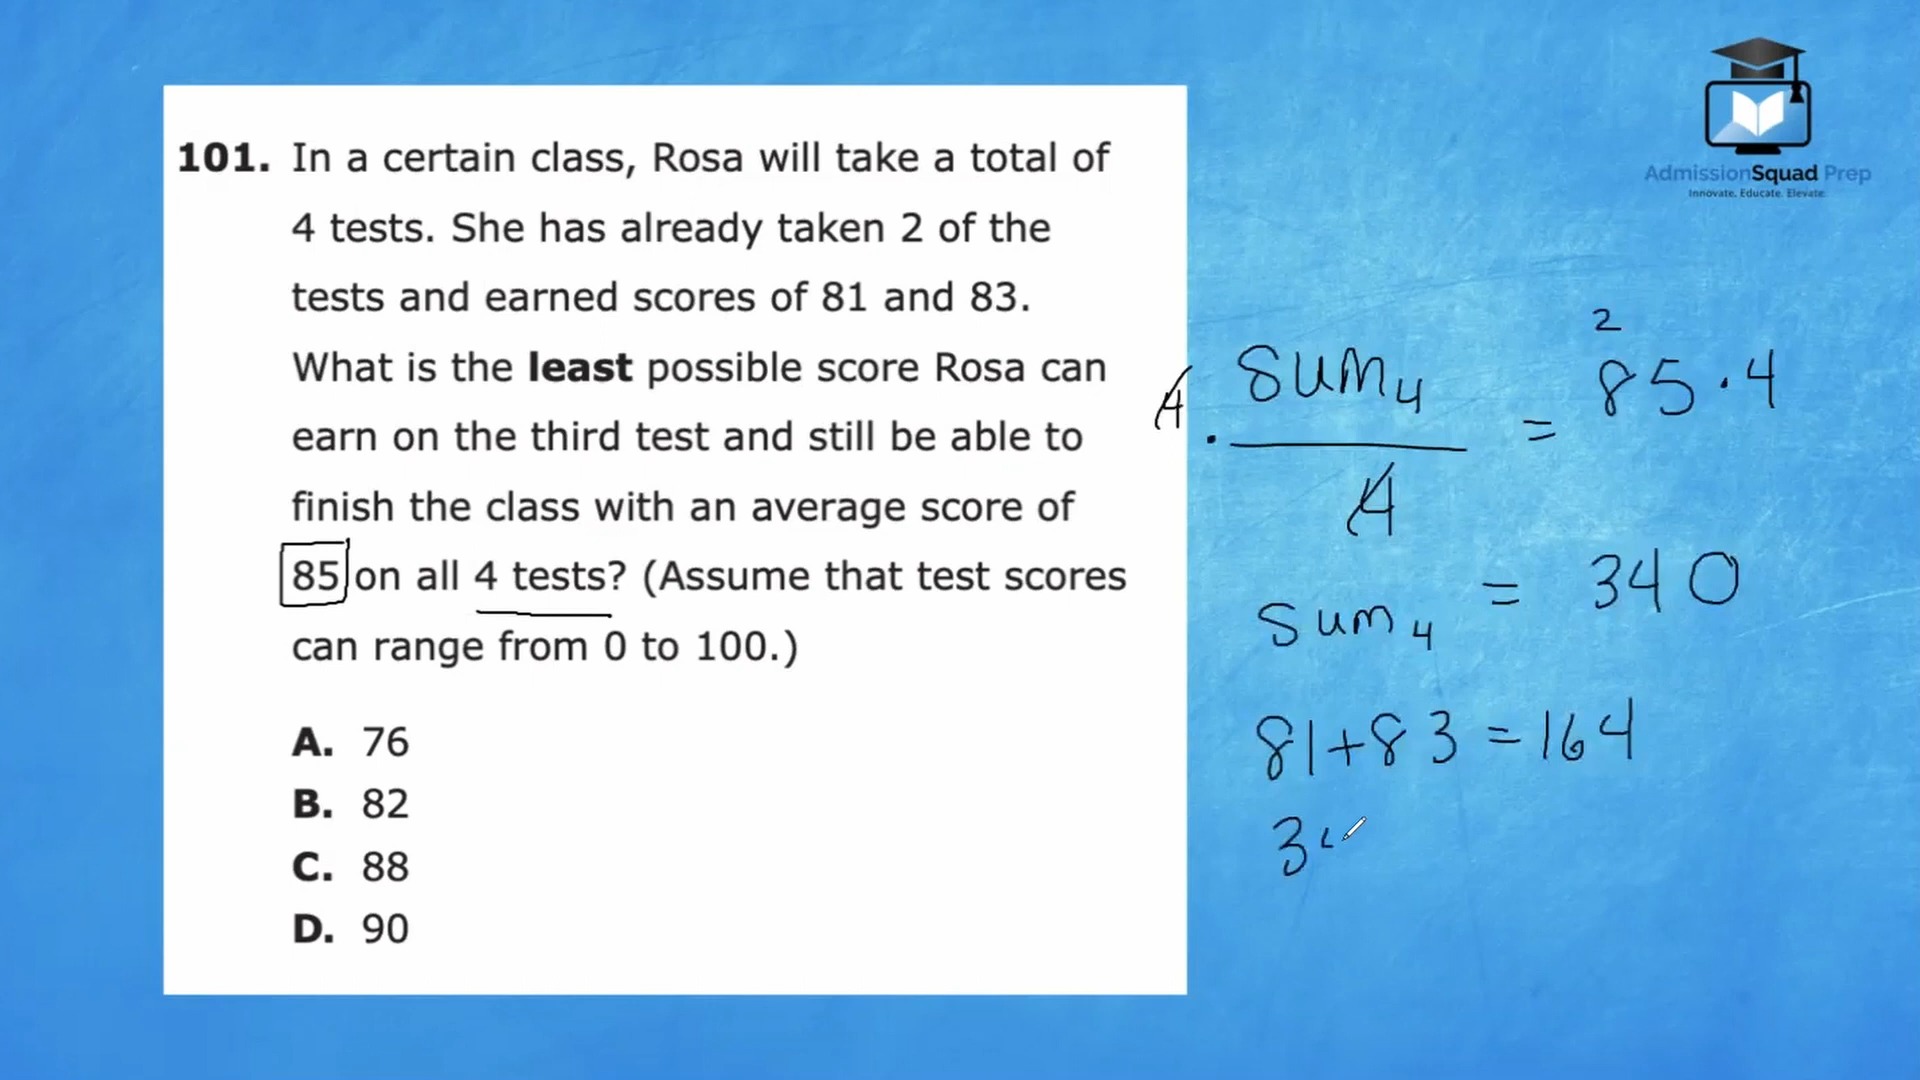 AdmissionSquad Prep
Innovate. Educate. Elevate.
101. In a certain class, Rosa will take a total of
4 tests. She has already taken 2 of the
tests and earned scores of 81 and 83.
What is the least possible score Rosa can
earn on the third test and still be able to
finish the class with an average score of
85 on all 4 tests? (Assume that test scores
can range from 0 to 100.)
A. 76
B. 82
C. 88
D. 90
2
4 · sum4 = 85 · 4
4
sum4 = 340
81+83 = 164
3